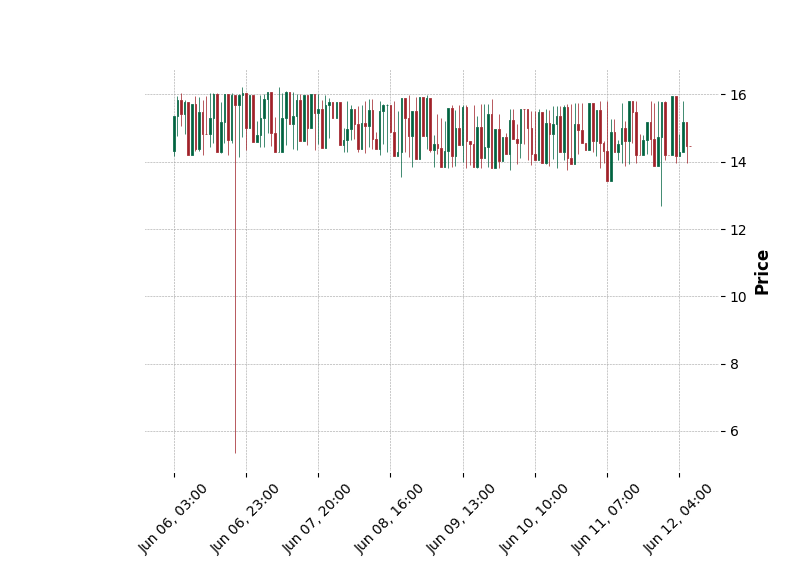 16
14
12
10
8
6
Price
Jun 06, 03:00
Jun 06, 23:00
Jun 07, 20:00
Jun 08, 16:00
Jun 09, 13:00
Jun 10, 10:00
Jun 11, 07:00
Jun 12, 04:00